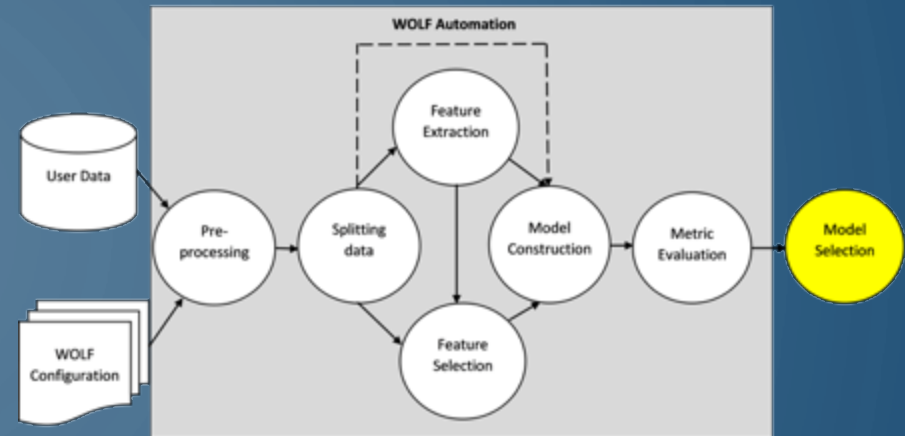 WOLF Automation
User Data
WOLF
Configuration
Pre-
processing
Splitting
data
Feature
Extraction
Feature
Selection
Model
Construction
Metric
Evaluation
Model
Selection